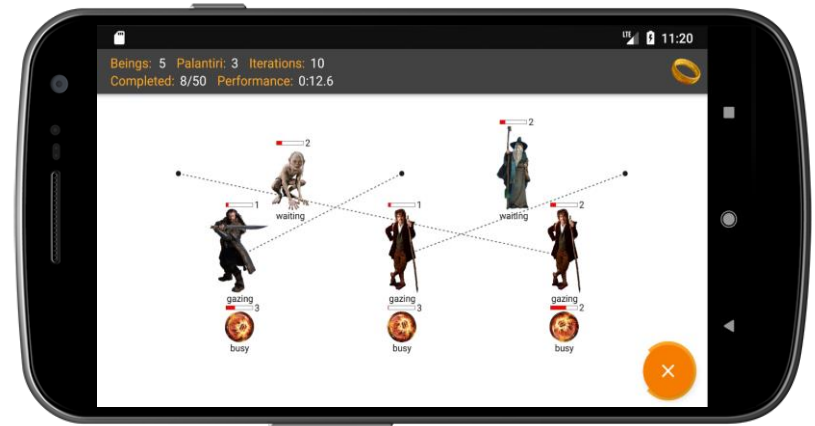 LTE 11:20
Beings: 5 Palantiri: 3 Iterations: 10
Completed: 8/50 Performance: 0:12.6
2
2
waiting
waiting
1
1
2
gazing
gazing
gazing
3
3
2
busy
busy
busy